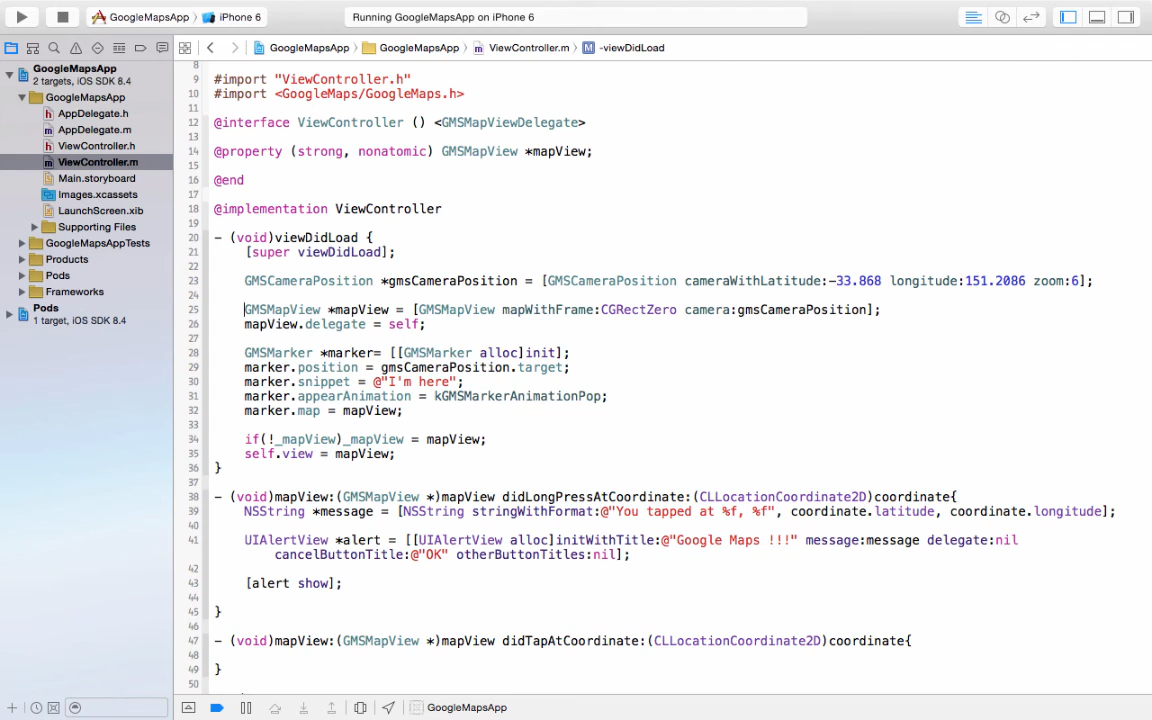 GoogleMapsApp iPhone 6 Running GoogleMapsApp on iPhone 6
GoogleMapsApp GoogleMapsApp ViewController.m M -viewDidLoad
GoogleMapsApp
2 targets, iOS SDK 8.4
GoogleMapsApp
h AppDelegate.h
m AppDelegate.m
h ViewController.h
m ViewController.m
Main.storyboard
Images.xcassets
LaunchScreen.xib
Supporting Files
GoogleMapsAppTests
Products
Pods
Frameworks
Pods
1 target, iOS SDK 8.4
8
9 #import "ViewController.h"
10 #import <GoogleMaps/GoogleMaps.h>
11
12 @interface ViewController () <GMSMapViewDelegate>
13
14 @property (strong, nonatomic) GMSMapView *mapView;
15
16 @end
17
18 @implementation ViewController
19
20 - (void)viewDidLoad {
21 [super viewDidLoad];
22
23 GMSCameraPosition *gmsCameraPosition = [GMSCameraPosition cameraWithLatitude:-33.868 longitude:151.2086 zoom:6];
24
25 GMSMapView *mapView = [GMSMapView mapWithFrame:CGRectZero camera:gmsCameraPosition];
26 mapView.delegate = self;
27
28 GMSMarker *marker= [[GMSMarker alloc]init];
29 marker.position = gmsCameraPosition.target;
30 marker.snippet = @"I'm here";
31 marker.appearAnimation = kGMSMarkerAnimationPop;
32 marker.map = mapView;
33
34 if(!_mapView)_mapView = mapView;
35 self.view = mapView;
36 }
37
38 - (void)mapView:(GMSMapView *)mapView didLongPressAtCoordinate:(CLLocationCoordinate2D)coordinate{
39 NSString *message = [NSString stringWithFormat:@"You tapped at %f, %f", coordinate.latitude, coordinate.longitude];
40
41 UIAlertView *alert = [[UIAlertView alloc]initWithTitle:@"Google Maps !!!" message:message delegate:nil
cancelButtonTitle:@"OK" otherButtonTitles:nil];
42
43 [alert show];
44
45 }
46
47 - (void)mapView:(GMSMapView *)mapView didTapAtCoordinate:(CLLocationCoordinate2D)coordinate{
48
49 }
50
GoogleMapsApp